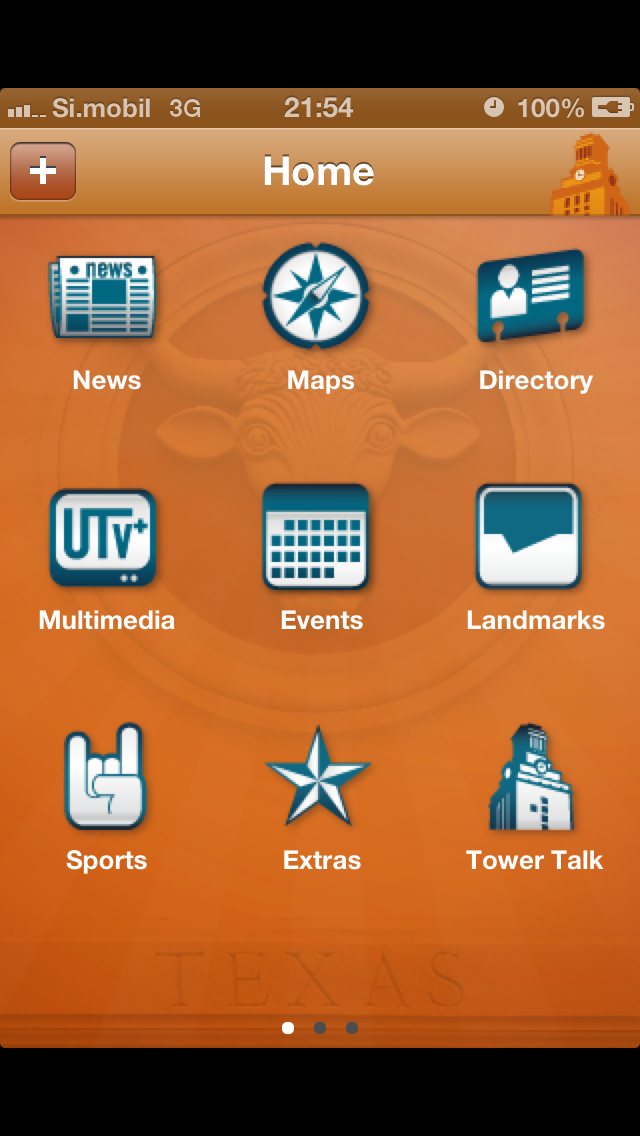 Si.mobil 3G 21:54 100%
+ Home
news
News Maps Directory
UTv+
Multimedia Events Landmarks
Sports Extras Tower Talk
TEXAS